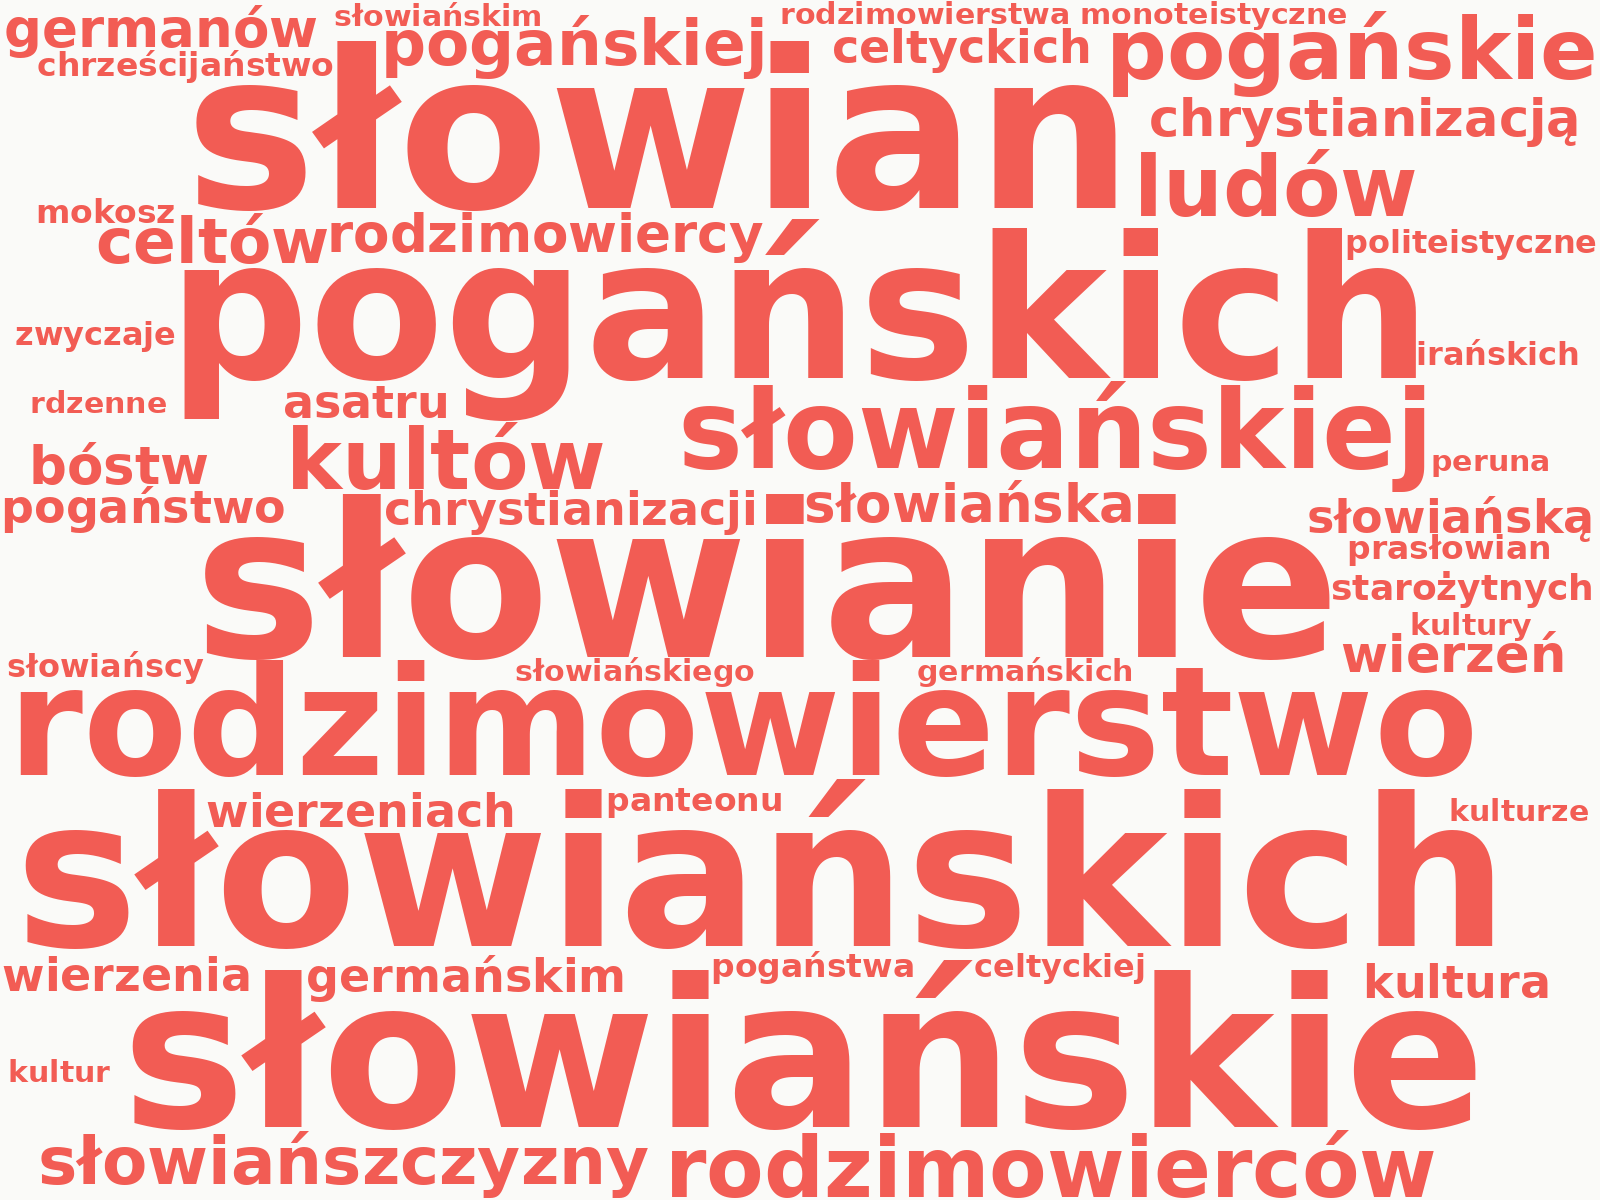 germanów słowiańskim rodzimowierstwa monoteistyczne
chrześcijaństwo pogańskiej celtyckich pogańskie
słowian chrystianizacją
ludów
mokosz
celtów rodzimowiercy politeistyczne
pogańskich
zwyczaje irańskich
rdzenne asatru słowiańskiej
bóstw kultów peruna
pogaństwo chrystianizacji słowiańska słowiańską
prasłowian
słowianie starożytnych
kultury
wierzeń
słowiańscy słowiańskiego germańskich
rodzimowierstwo
wierzeniach panteonu kulturze
słowiańskich
wierzenia germańskim pogaństwa celtyckiej kultura
słowiańskie
kultur
słowiańszczyzny rodzimowierców